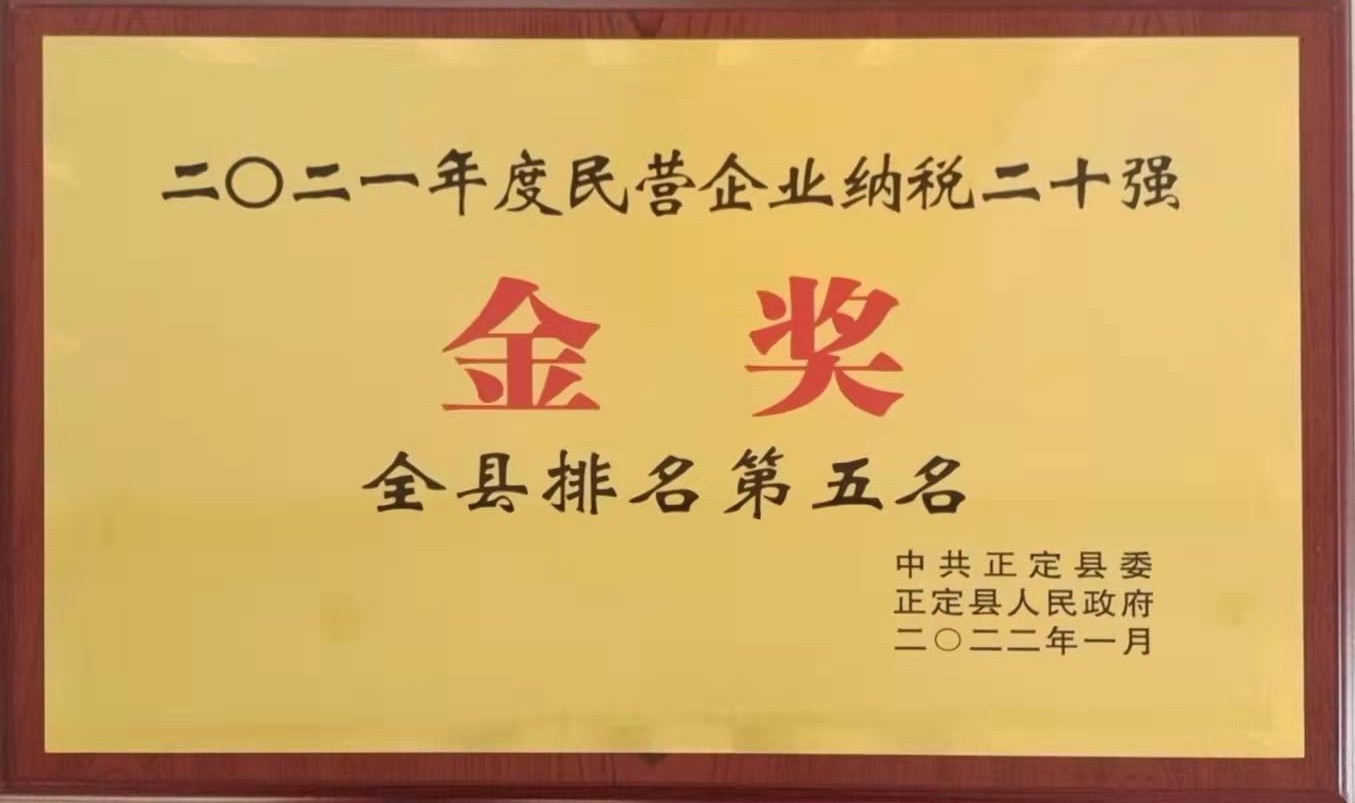 二〇二一年度民营企业纳税二十强
金奖
全县排名第五名
中共正定县委
正定县人民政府
二〇二二年一月